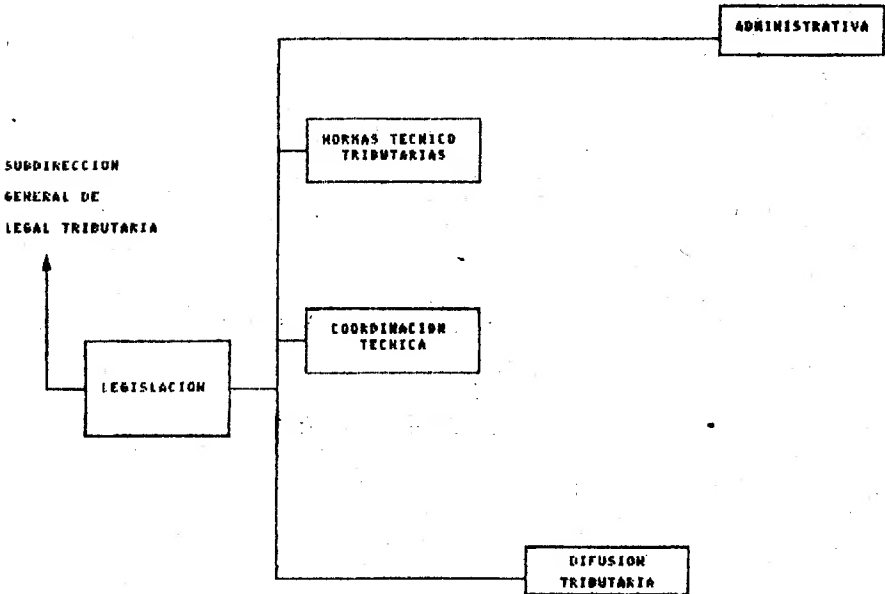 ADMINISTRATIVA
NORMAS TECNICO
TRIBUTARIAS
SUBDIRECCION
GENERAL DE
LEGAL TRIBUTARIA
COORDINACION
TECNICA
LEGISLACION
DIFUSION
TRIBUTARIA